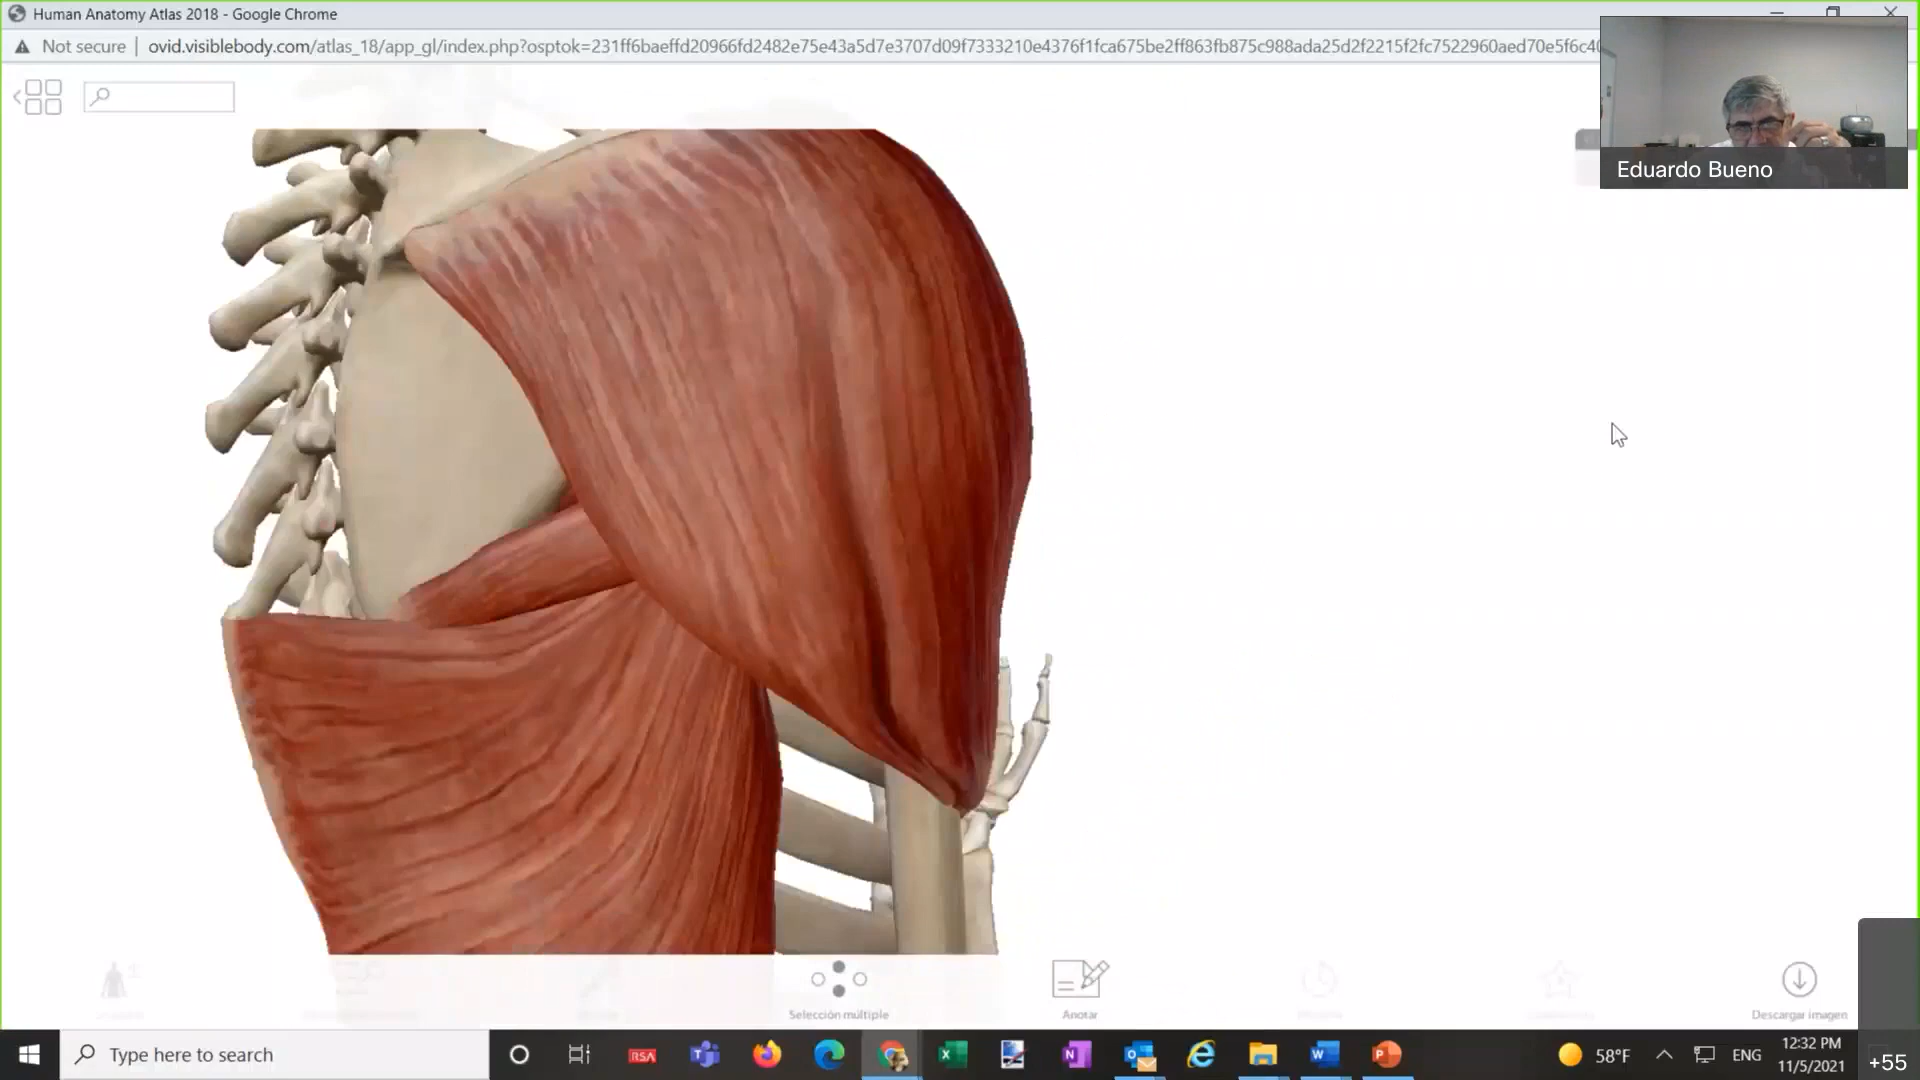 Human Anatomy Atlas 2018 - Google Chrome
Not secure | ovid.visiblebody.com/atlas_18/app_gl/index.php?osptok=231ff6baeffd20966fd2482e75e43a5d7e3707d09f7333210e4376f1fca675be2ff863fb875c988ada25d2f2215f2fc7522960aed70e5f6c40
Eduardo Bueno
Selección múltiple
Anotar
Descargar imagen
Type here to search
RSA
58°F
ENG
12:32 PM
11/5/2021
+55